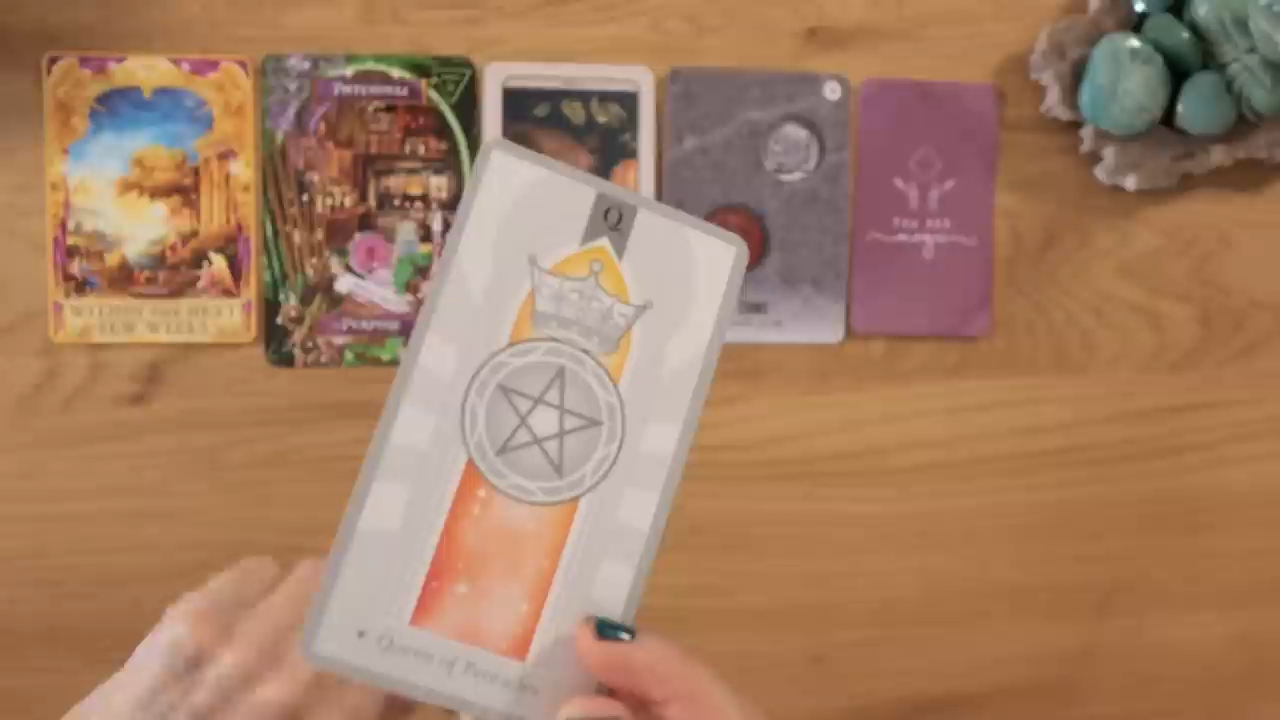 WITHIN THE NEXT
FEW WEEKS
PATCHOULI
PURPOSE
YOU ARE
magic
Q
Queen of Pentacles